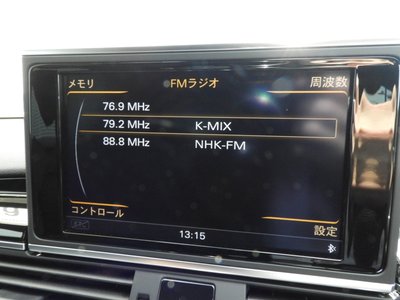 メモリ FMラジオ 周波数
76.9 MHz
79.2 MHz K-MIX
88.8 MHz NHK-FM
コントロール 設定
13:15